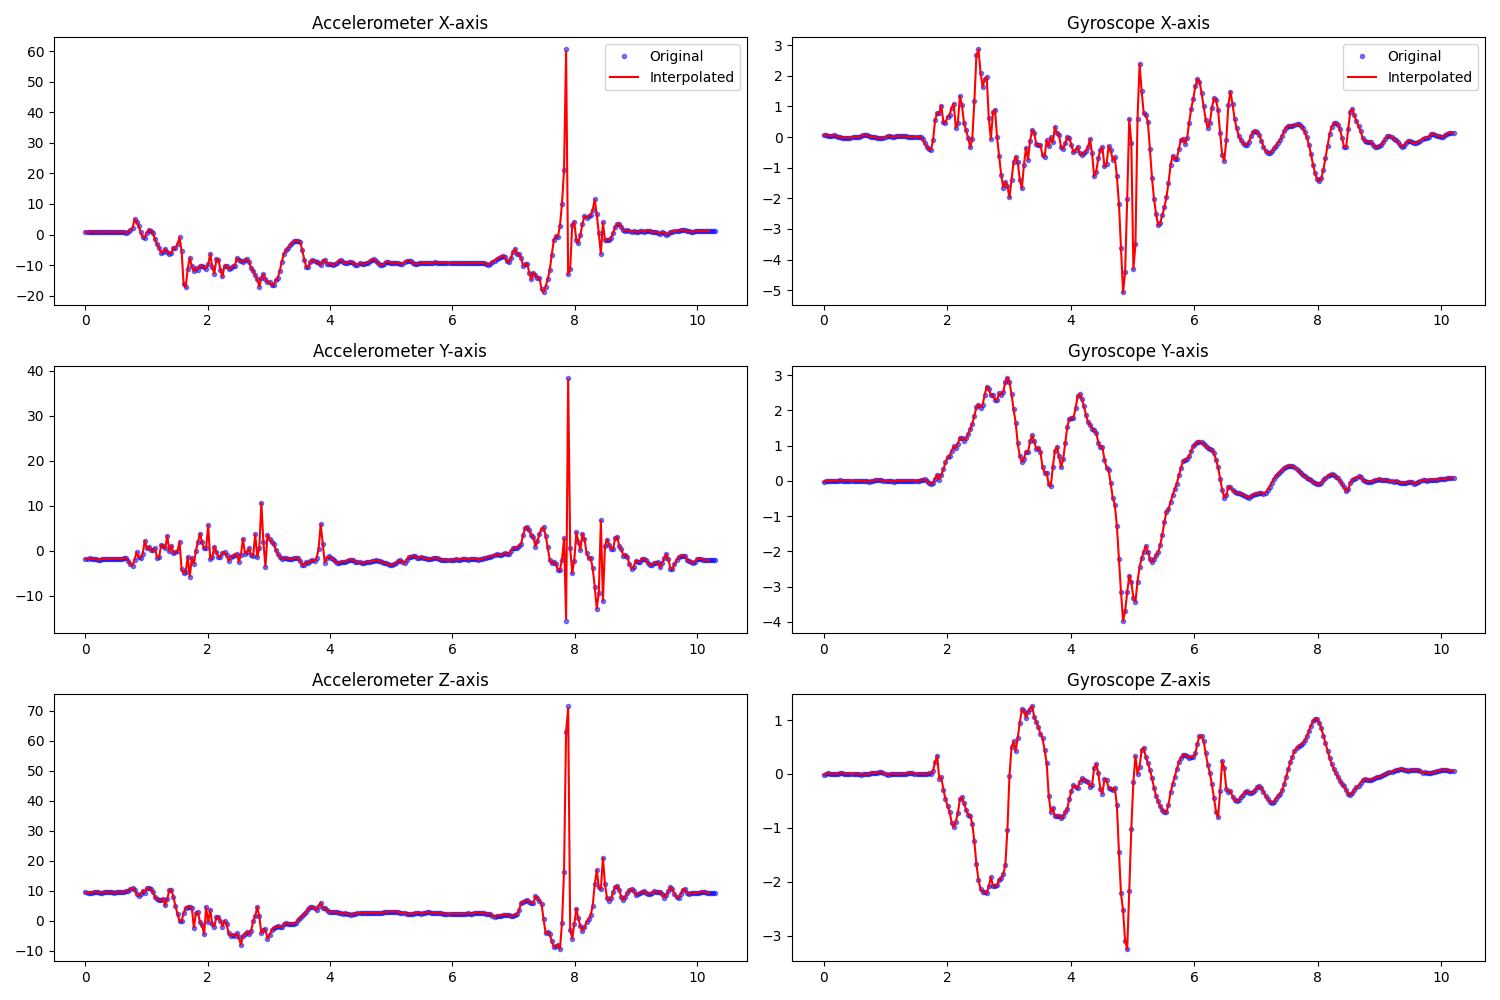 Accelerometer X-axis
60
50
40
30
20
10
0
−10
−20
0 2 4 6 8 10
Original
Interpolated
Gyroscope X-axis
3
2
1
0
−1
−2
−3
−4
−5
0 2 4 6 8 10
Original
Interpolated
Accelerometer Y-axis
40
30
20
10
0
−10
0 2 4 6 8 10
Gyroscope Y-axis
3
2
1
0
−1
−2
−3
−4
0 2 4 6 8 10
Accelerometer Z-axis
70
60
50
40
30
20
10
0
−10
0 2 4 6 8 10
Gyroscope Z-axis
1
0
−1
−2
−3
0 2 4 6 8 10